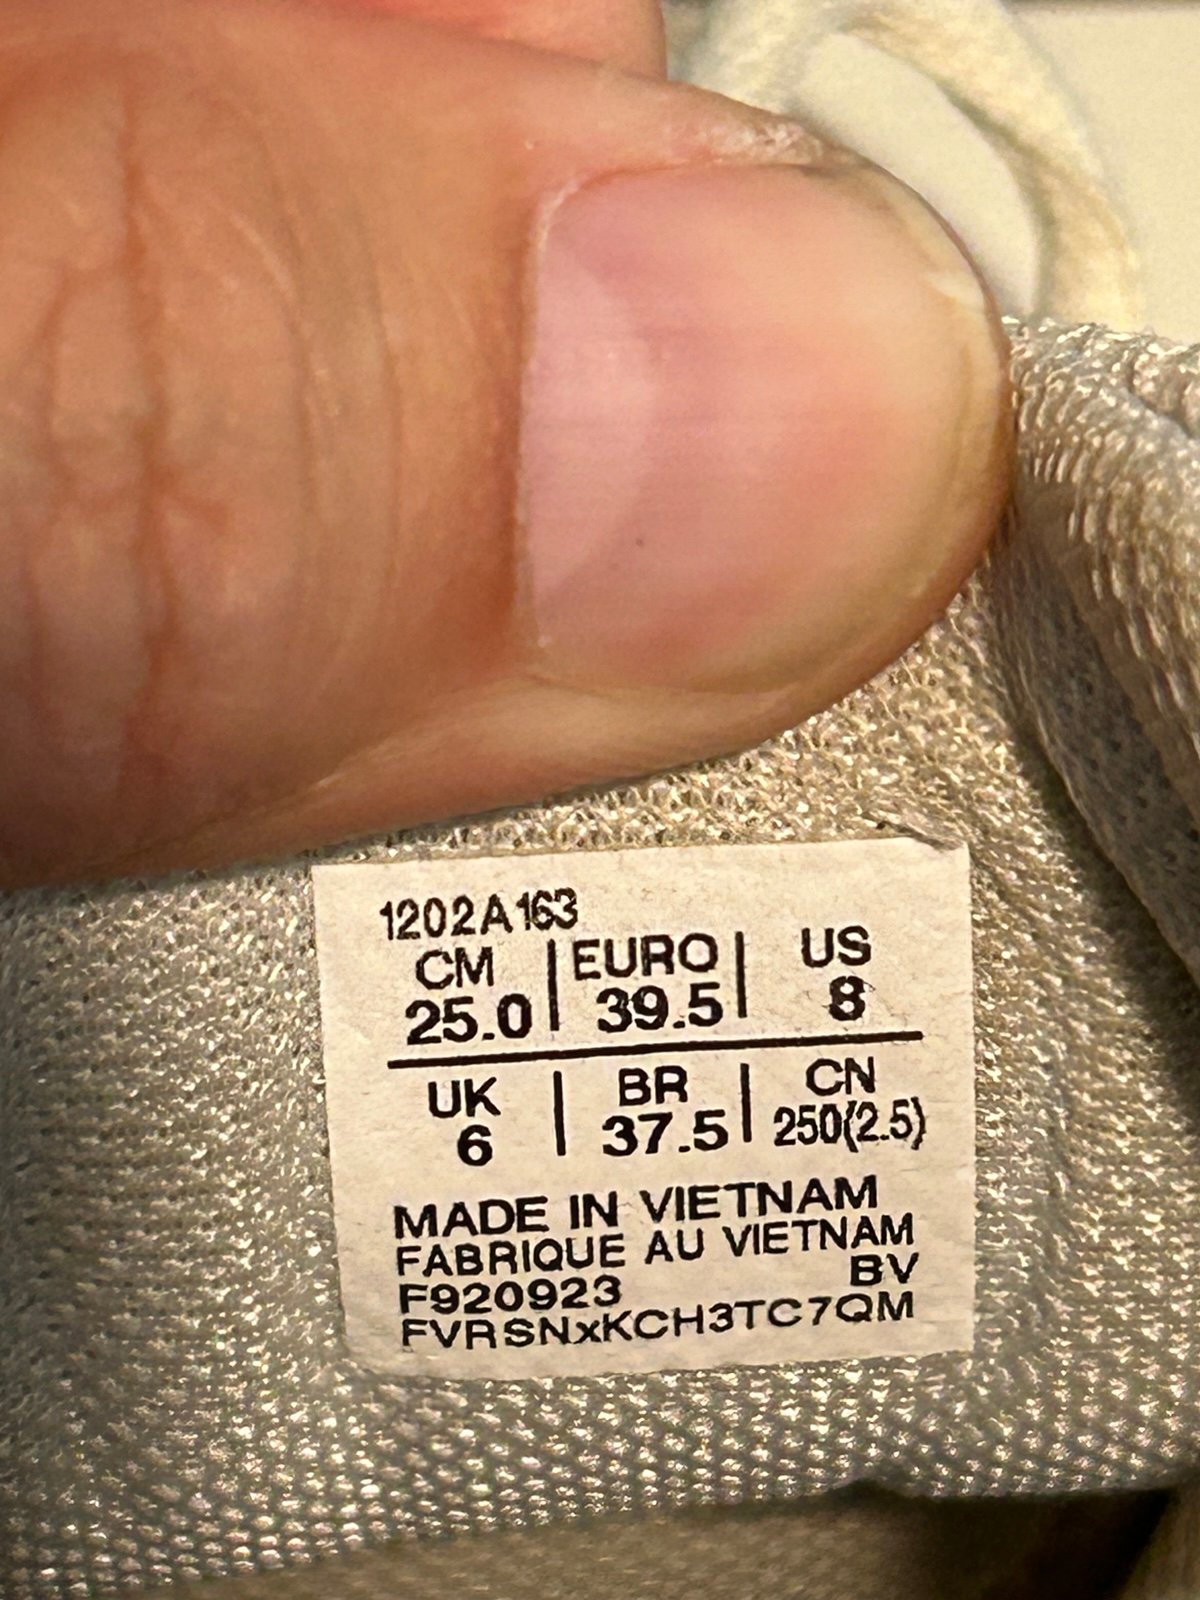 1202A163
CM | EURO | US
25.0 | 39.5 | 8
UK | BR | CN
6 | 37.5 | 250(2.5)
MADE IN VIETNAM
FABRIQUE AU VIETNAM
F920923 BV
FVRSNxKCH3TC7QM